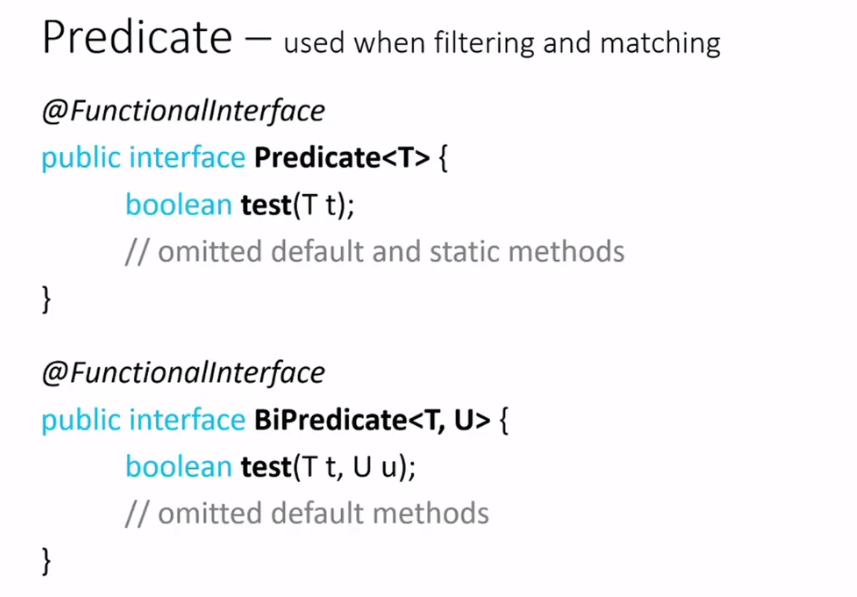 Predicate – used when filtering and matching
@FunctionalInterface
public interface Predicate<T> {
boolean test(T t);
// omitted default and static methods
}
@FunctionalInterface
public interface BiPredicate<T, U> {
boolean test(T t, U u);
// omitted default methods
}